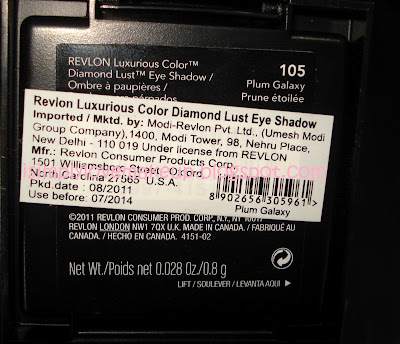 REVLON Luxurious Color™
Diamond Lust™ Eye Shadow/
Ombre à paupières/
105
Plum Galaxy
Prune étoilée
Revlon Luxurious Color Diamond Lust Eye Shadow
Imported / Mktd. by: Modi-Revlon Pvt. Ltd., (Umesh Modi
Group Company),1400, Modi Tower, 98, Nehru Place,
New Delhi - 110 019 Under license from REVLON
Mfr.: Revlon Consumer Products Corp.,
1501 Williamsboro Street, Oxford
North Carolina 27565 U.S.A.
Pkd.date : 08/2011
Use before: 07/2014
8 902656 305961
Plum Galaxy
©2011 REVLON CONSUMER PROD. CORP., N.Y., NY 10017
REVLON LONDON NW1 7QX U.K. MADE IN CANADA. / FABRIQUÉ AU
CANADA. / HECHO EN CANADÁ. 4151-02
Net Wt./Poids net 0.028 Oz./0.8 g
LIFT / SOULEVER / LEVANTA AQUI